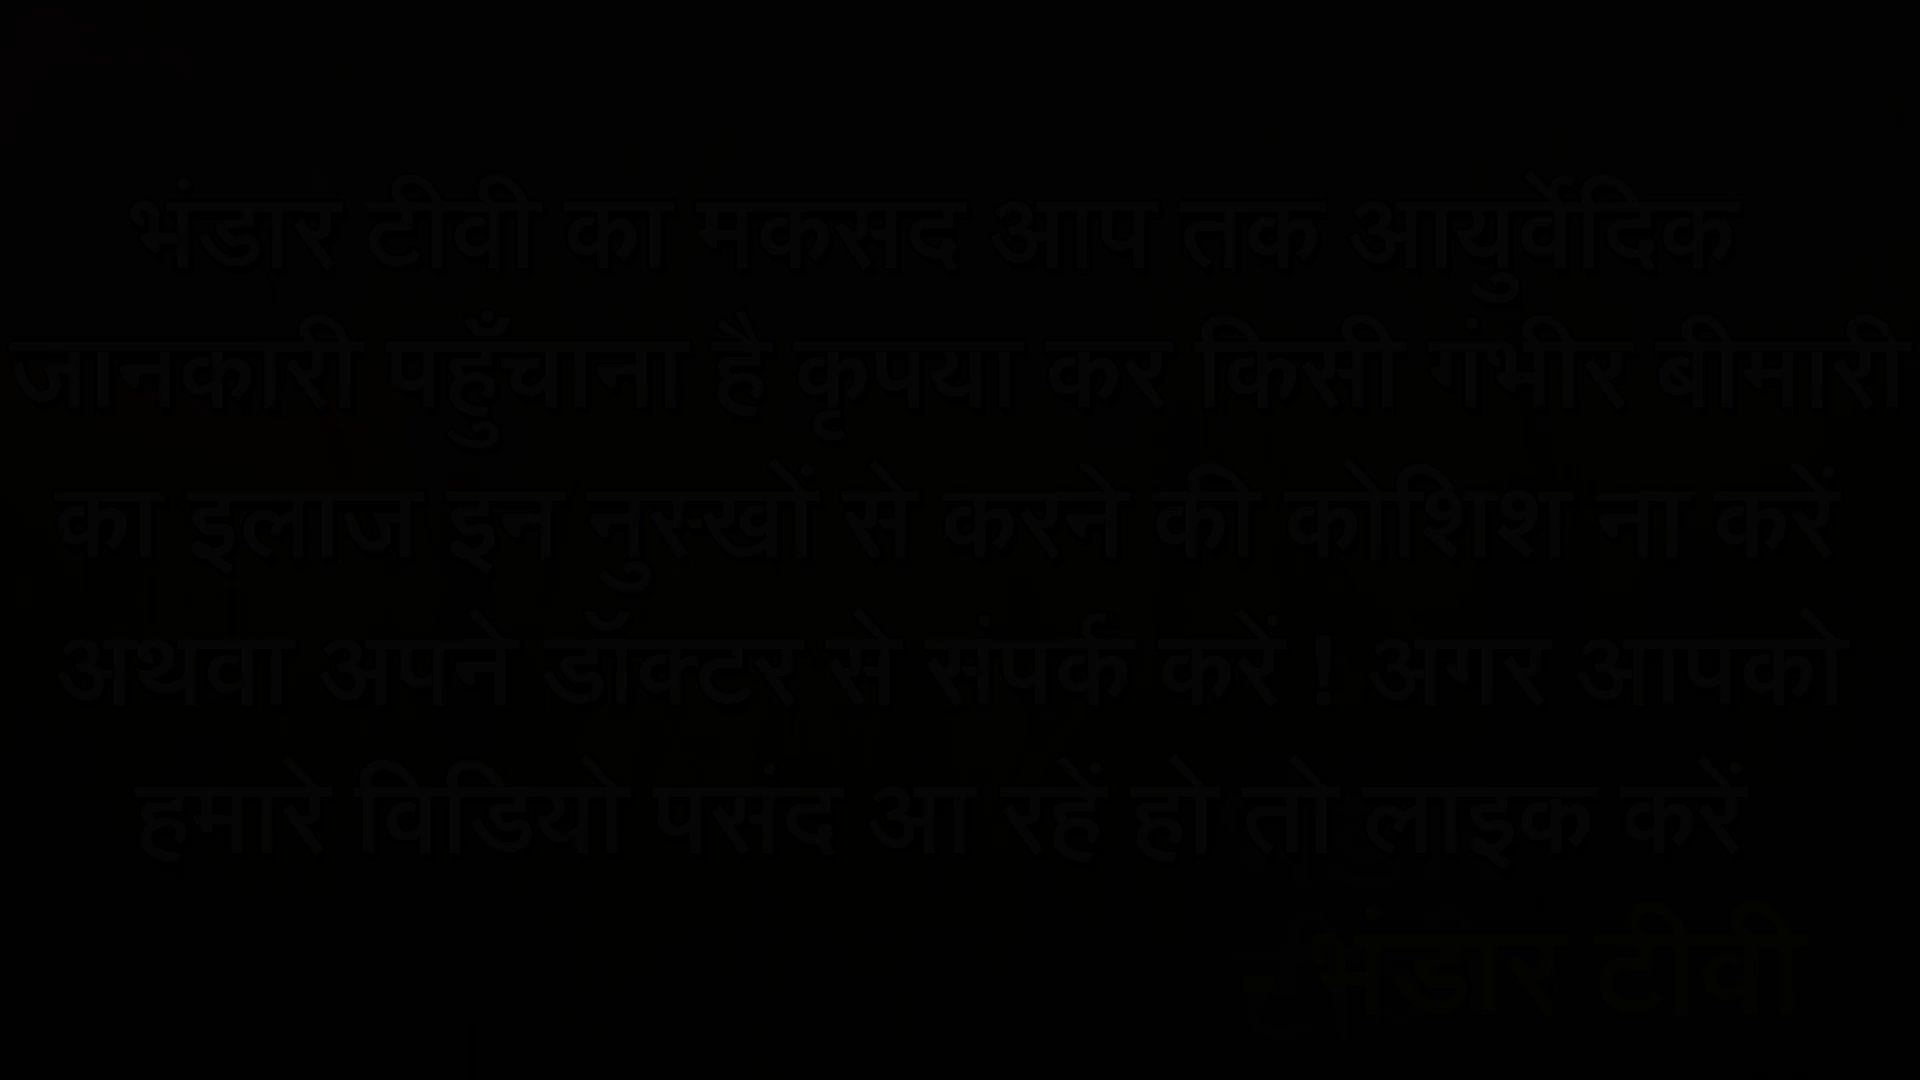 भंडार टीवी का मकसद आप तक आयुर्वेदिक
जानकारी पहुँचाना है कृपया कर किसी गंभीर बीमारी
का इलाज इन नुस्खों से करने की कोशिश ना करें
अथवा अपने डॉक्टर से संपर्क करें ! अगर आपको
हमारे विडियो पसंद आ रहें हो तो लाइक करें
- भंडार टीवी